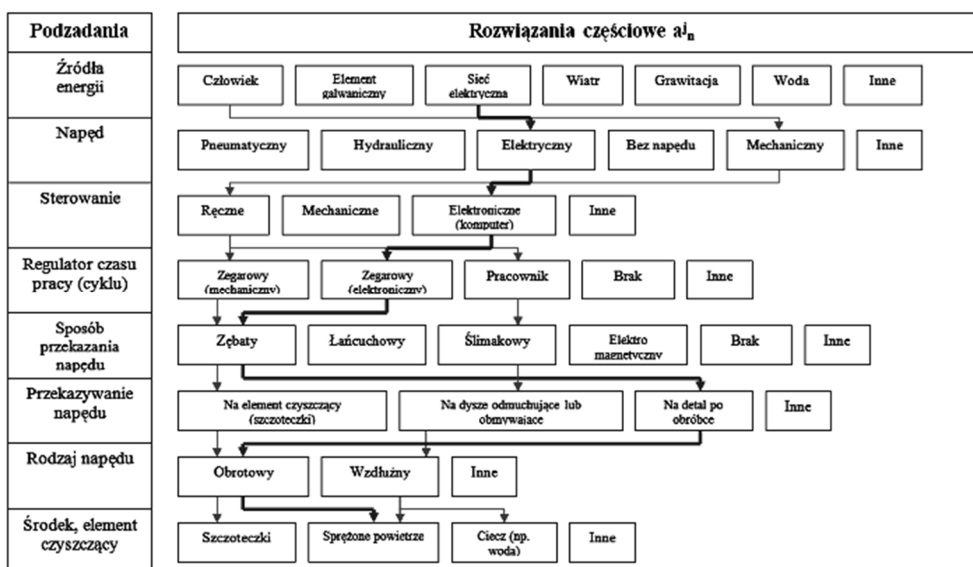 Podzadania
Rozwiązania częściowe aʲₙ
Źródła
energii
Człowiek
Element
galwaniczny
Sieć
elektryczna
Wiatr
Grawitacja
Woda
Inne
Napęd
Pneumatyczny
Hydrauliczny
Elektryczny
Bez napędu
Mechaniczny
Inne
Sterowanie
Ręczne
Mechaniczne
Elektroniczne
(komputer)
Inne
Regulator czasu
pracy (cyklu)
Zegarowy
(mechaniczny)
Zegarowy
(elektroniczny)
Pracownik
Brak
Inne
Sposób
przekazania
napędu
Zębaty
Łańcuchowy
Ślimakowy
Elektro
magnetyczny
Brak
Inne
Przekazywanie
napędu
Na element czyszczący
(szczoteczki)
Na dysze odmuchujące lub
obmywające
Na detal po
obróbce
Inne
Rodzaj napędu
Obrotowy
Wzdłużny
Inne
Środek, element
czyszczący
Szczoteczki
Sprężone powietrze
Ciecz (np.
woda)
Inne